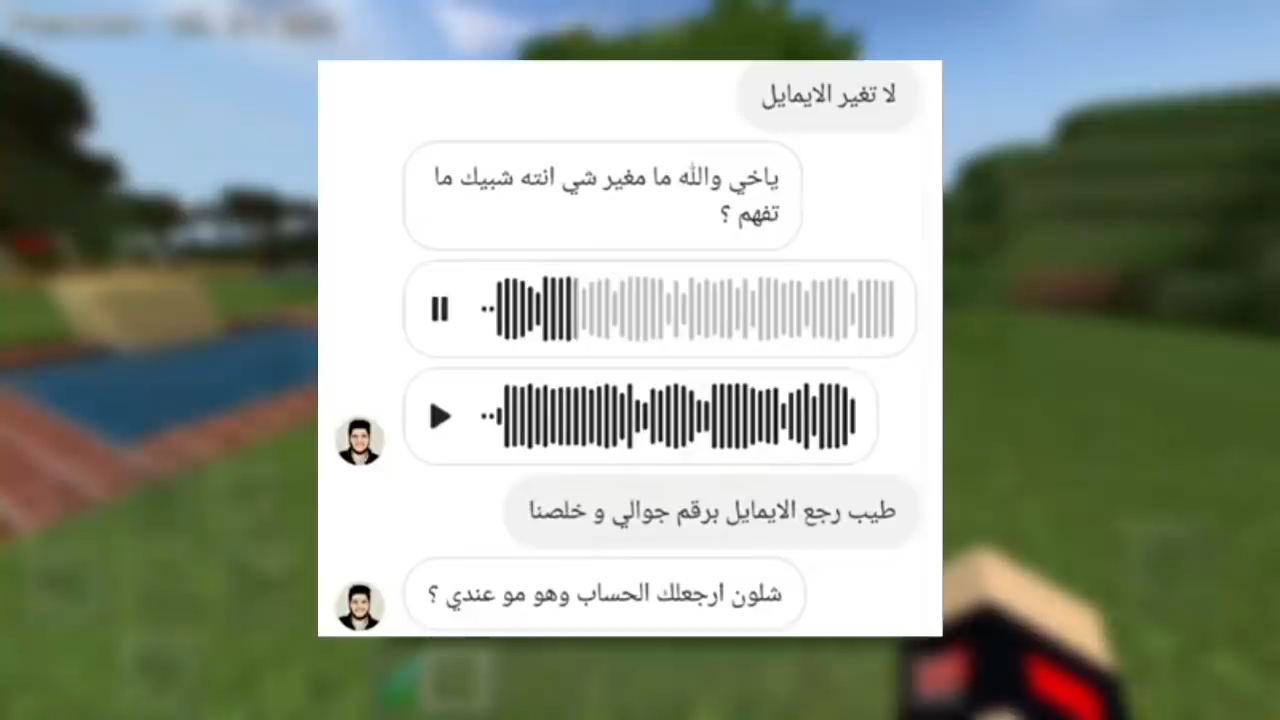 لا تغير الايمايل
ياخي والله ما مغير شي انته شبيك ما
تفهم ؟
طيب رجع الايمايل برقم جوالي و خلصنا
شلون ارجعلك الحساب وهو مو عندي ؟